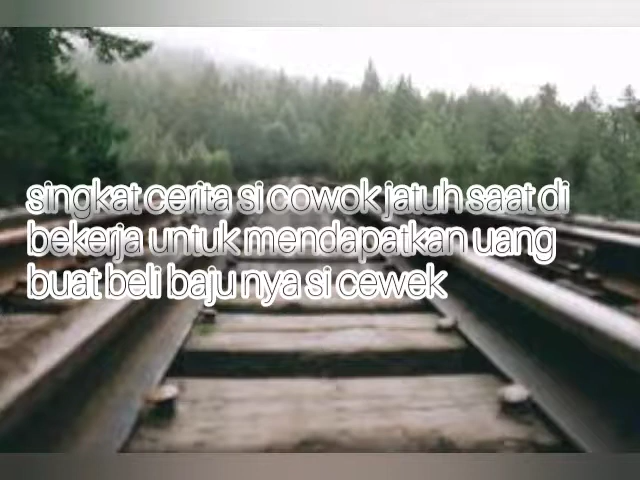 singkat cerita si cowok jatuh saat di
bekerja untuk mendapatkan uang
buat beli baju nya si cewek